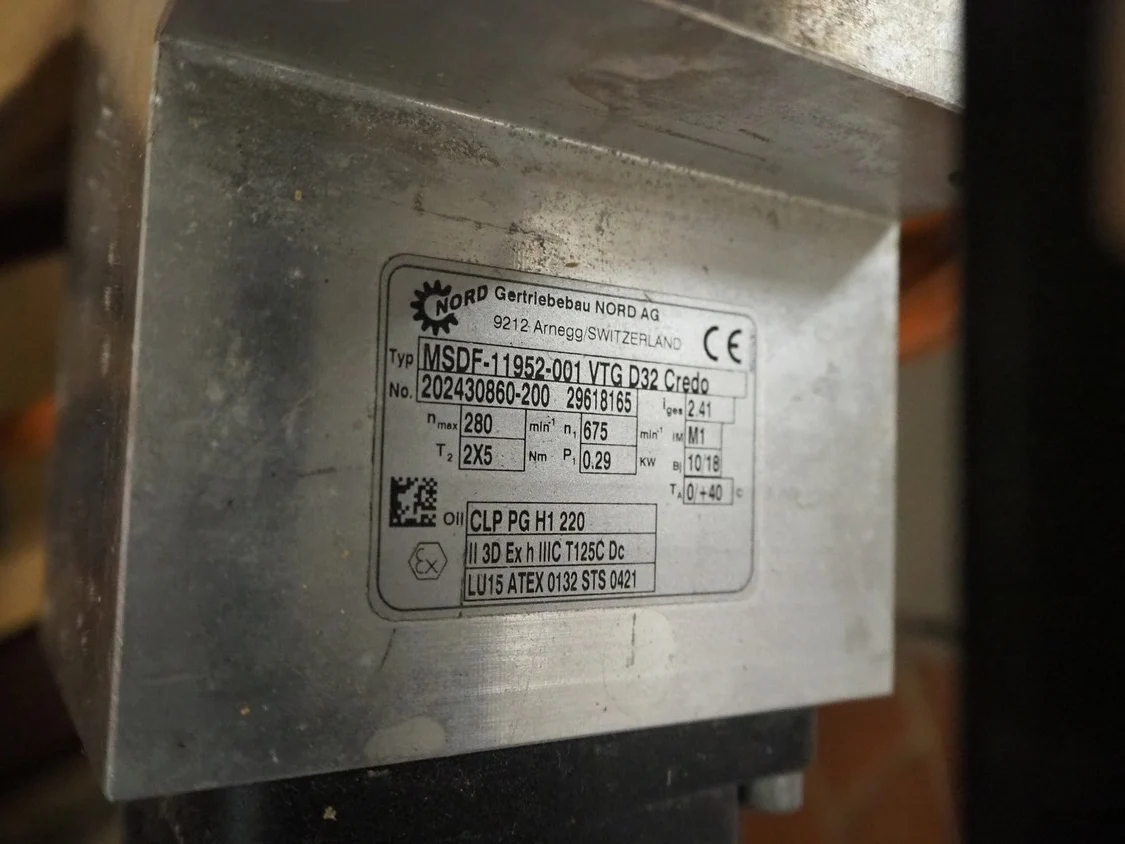 NORD Gertriebebau NORD AG
9212 Arnegg/SWITZERLAND CE
Typ MSDF-11952-001 VTG D32 Credo
No. 202430860-200 29618165 iges 2.41
nmax 280 min-1 n1 675 min-1 IM M1
T2 2X5 Nm P1 0.29 KW Bj 10/18
TA 0/+40 C
Oil CLP PG H1 220
Ex II 3D Ex h IIIC T125C Dc
LU15 ATEX 0132 STS 0421